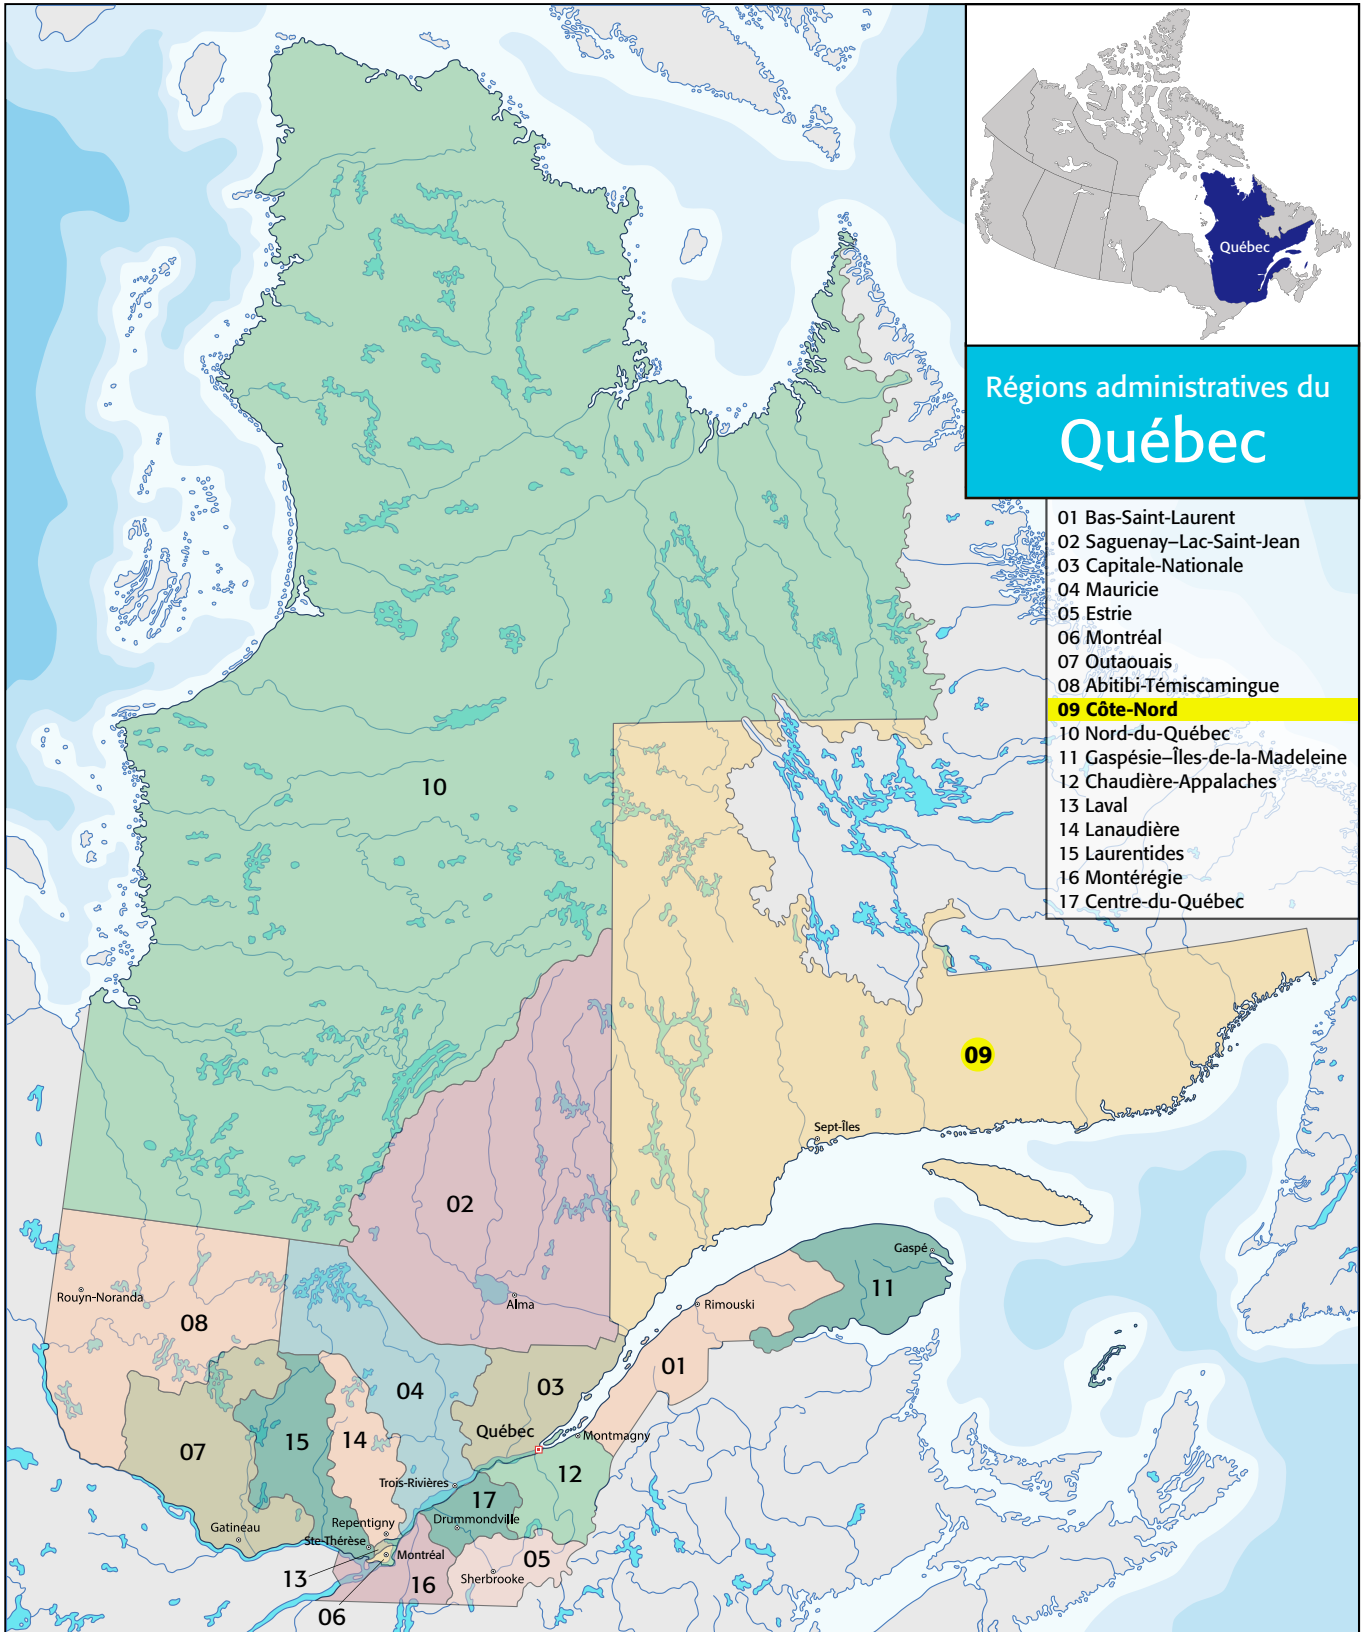 Québec
Régions administratives du
Québec
01 Bas-Saint-Laurent
02 Saguenay–Lac-Saint-Jean
03 Capitale-Nationale
04 Mauricie
05 Estrie
06 Montréal
07 Outaouais
08 Abitibi-Témiscamingue
09 Côte-Nord
10 Nord-du-Québec
11 Gaspésie–Îles-de-la-Madeleine
12 Chaudière-Appalaches
13 Laval
14 Lanaudière
15 Laurentides
16 Montérégie
17 Centre-du-Québec
10
09
Sept-Îles
02
Gaspé
11
Rouyn-Noranda
Alma
Rimouski
08
01
03
04
Québec
Montmagny
07
15
14
12
Trois-Rivières
17
Drummondville
Gatineau
Repentigny
Ste-Thérèse
Montréal
05
13
16
Sherbrooke
06